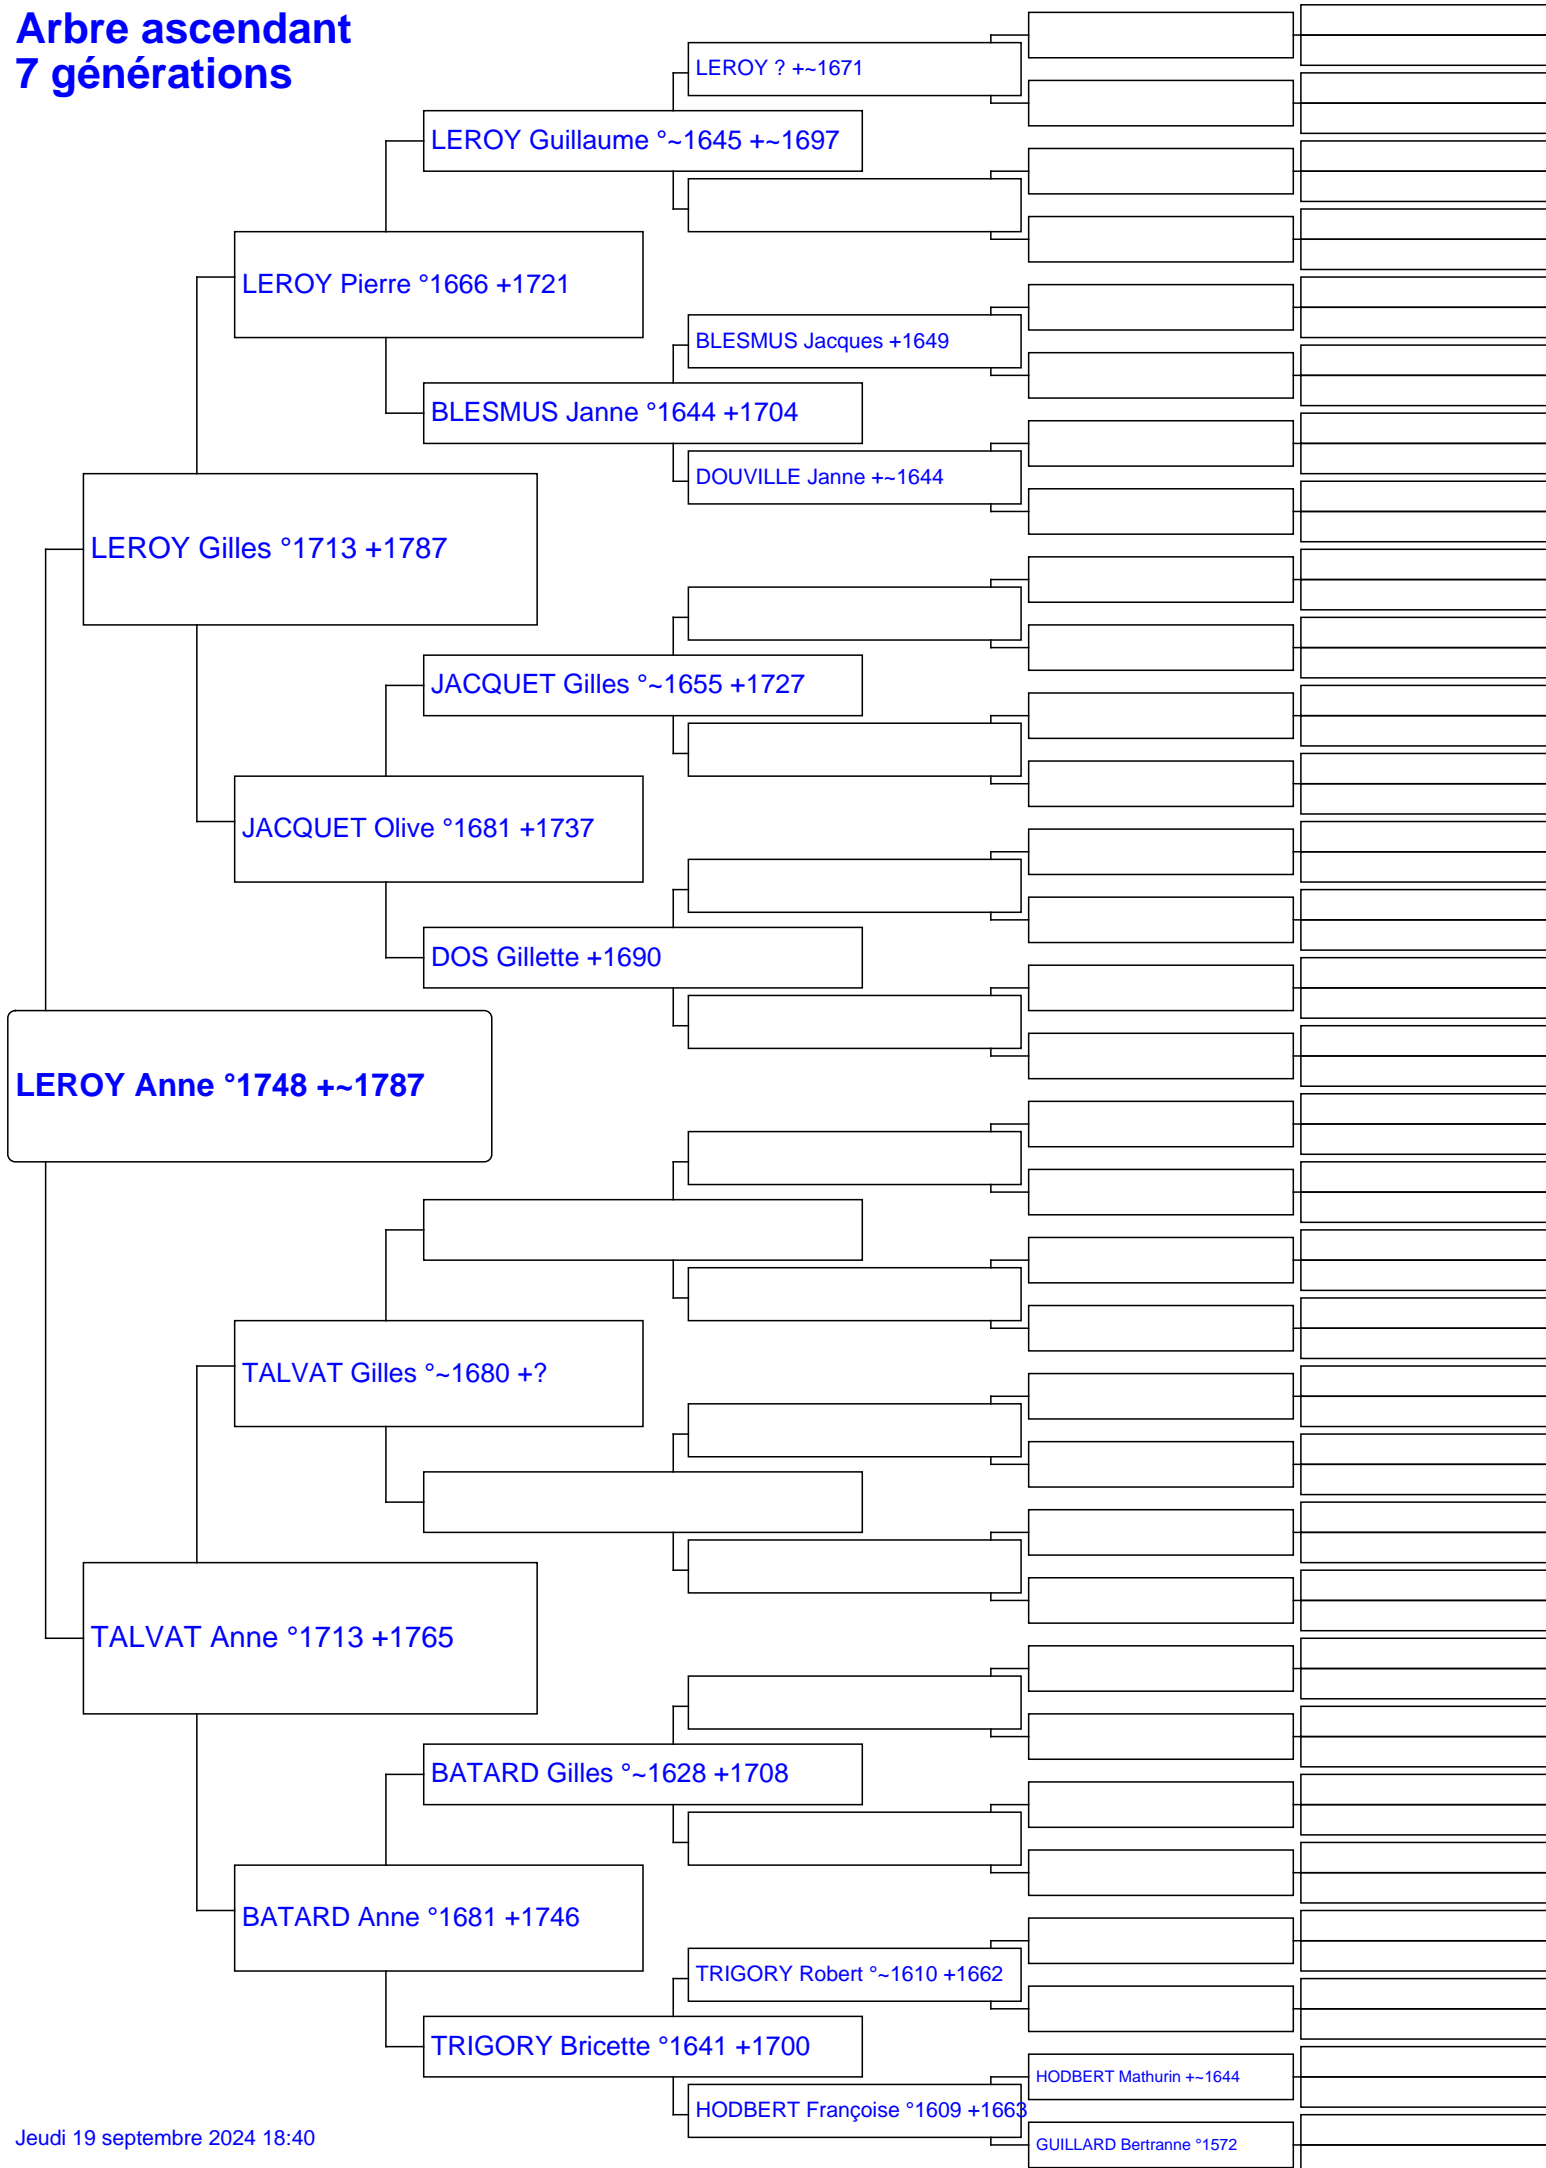 Arbre ascendant
7 générations
LEROY ? +~1671
LEROY Guillaume °~1645 +~1697
LEROY Pierre °1666 +1721
BLESMUS Jacques +1649
BLESMUS Janne °1644 +1704
DOUVILLE Janne +~1644
LEROY Gilles °1713 +1787
JACQUET Gilles °~1655 +1727
JACQUET Olive °1681 +1737
DOS Gillette +1690
LEROY Anne °1748 +~1787
TALVAT Gilles °~1680 +?
TALVAT Anne °1713 +1765
BATARD Gilles °~1628 +1708
BATARD Anne °1681 +1746
TRIGORY Robert °~1610 +1662
TRIGORY Bricette °1641 +1700
HODBERT Mathurin +~1644
HODBERT Françoise °1609 +1663
GUILLARD Bertranne °1572
Jeudi 19 septembre 2024 18:40